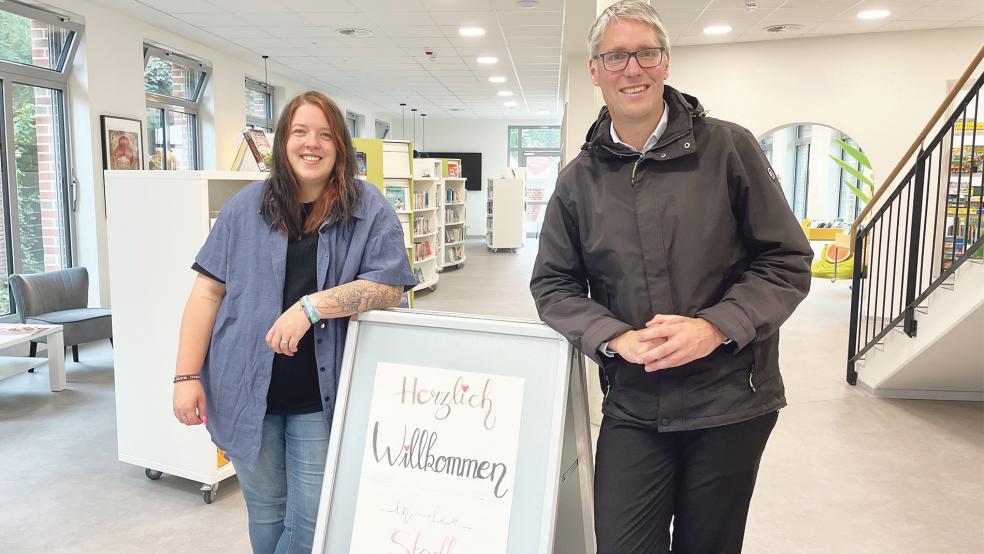 Herzlich
Willkommen
in der
Stadt